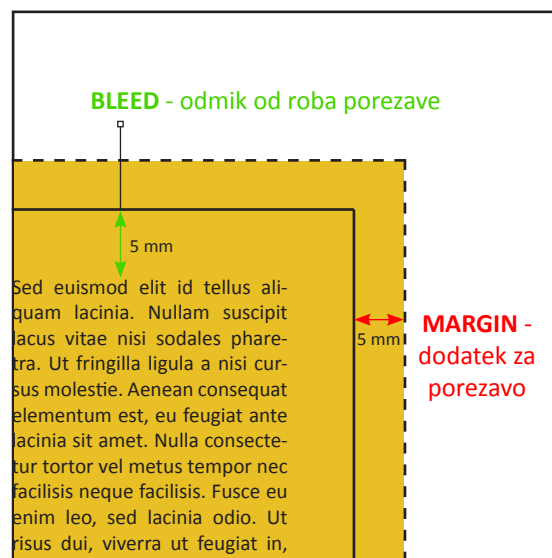 BLEED - odmik od roba porezave
5 mm
Sed euismod elit id tellus ali-
quam lacinia. Nullam suscipit
lacus vitae nisi sodales phare-
tra. Ut fringilla ligula a nisi cur-
sus molestie. Aenean consequat
elementum est, eu feugiat ante
lacinia sit amet. Nulla consecte-
tur tortor vel metus tempor nec
facilisis neque facilisis. Fusce eu
enim leo, sed lacinia odio. Ut
risus dui, viverra ut feugiat in,
5 mm
MARGIN -
dodatek za
porezavo